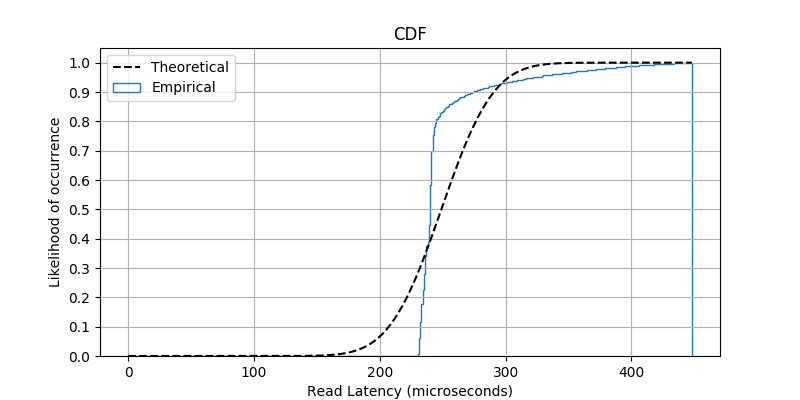 CDF
Theoretical
Empirical
Likelihood of occurrence
1.0
0.9
0.8
0.7
0.6
0.5
0.4
0.3
0.2
0.1
0.0
0 100 200 300 400
Read Latency (microseconds)